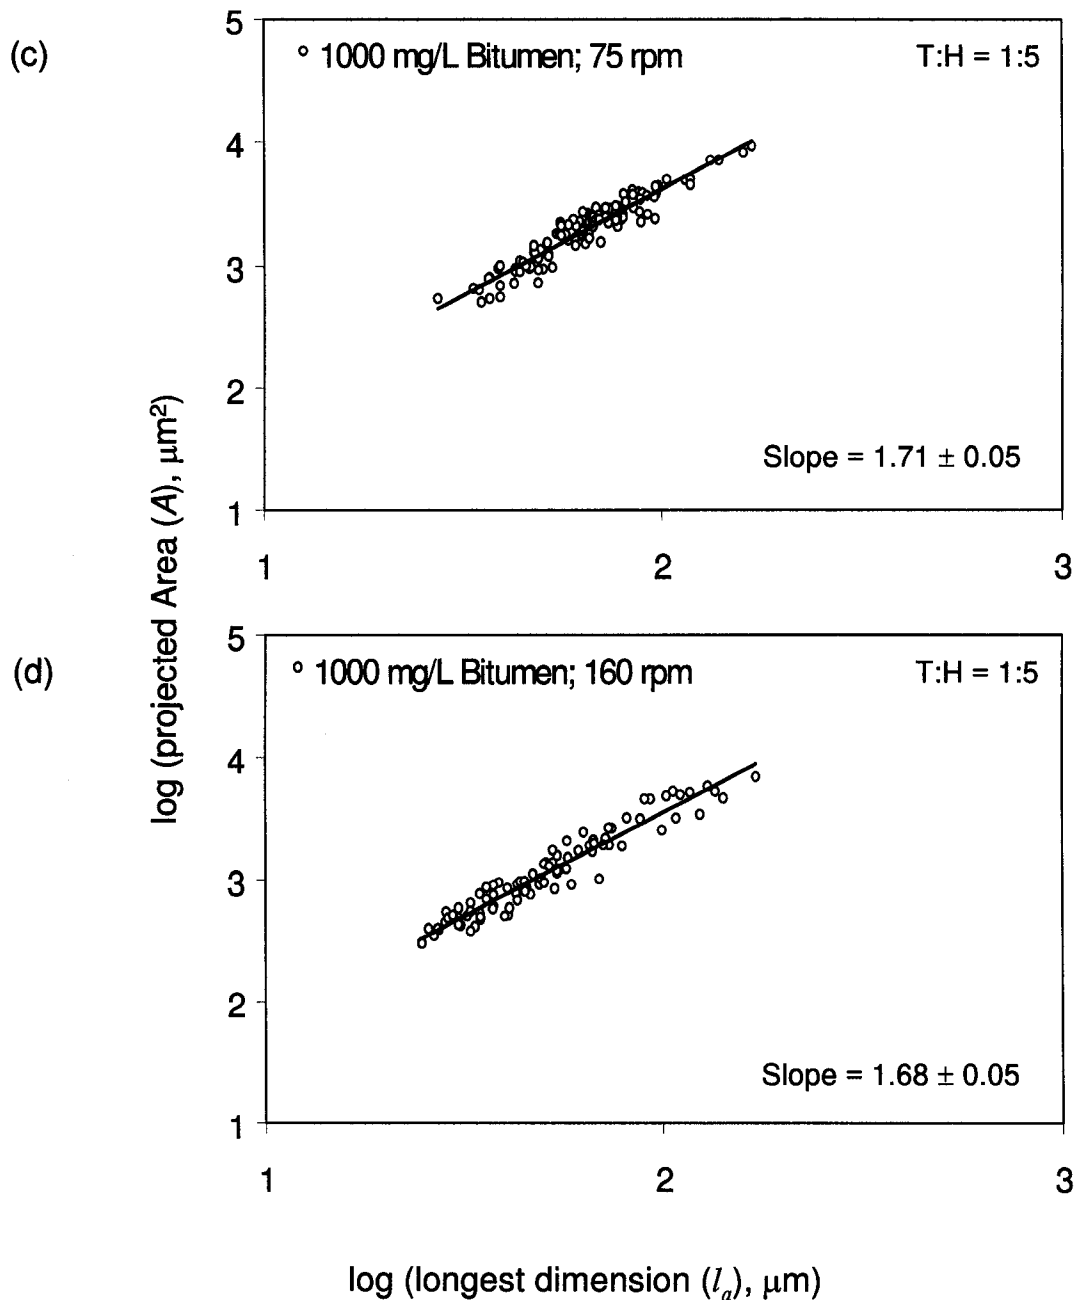 (c)
5
1000 mg/L Bitumen; 75 rpm
T:H = 1:5
4
3
2
1
Slope = 1.71 ± 0.05
1 2 3
log (projected Area (A), μm²)
(d)
5
1000 mg/L Bitumen; 160 rpm
T:H = 1:5
4
3
2
1
Slope = 1.68 ± 0.05
1 2 3
log (longest dimension (lₐ), μm)